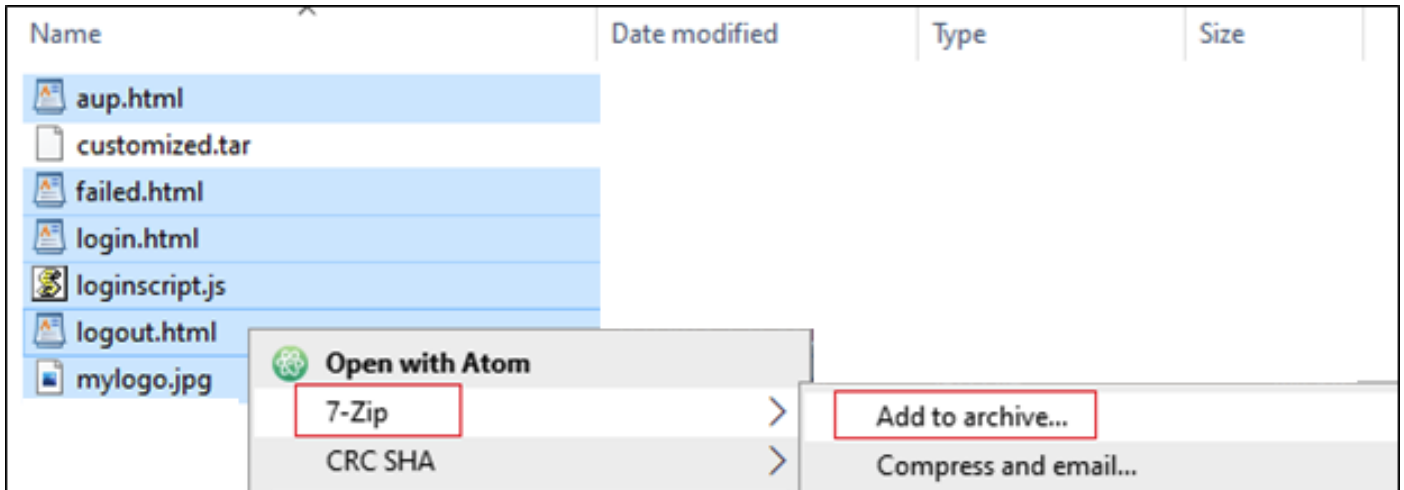 Name Date modified Type Size
aup.html
customized.tar
failed.html
login.html
loginscript.js
logout.html
Open with Atom
mylogo.jpg
7-Zip
Add to archive...
CRC SHA
Compress and email...